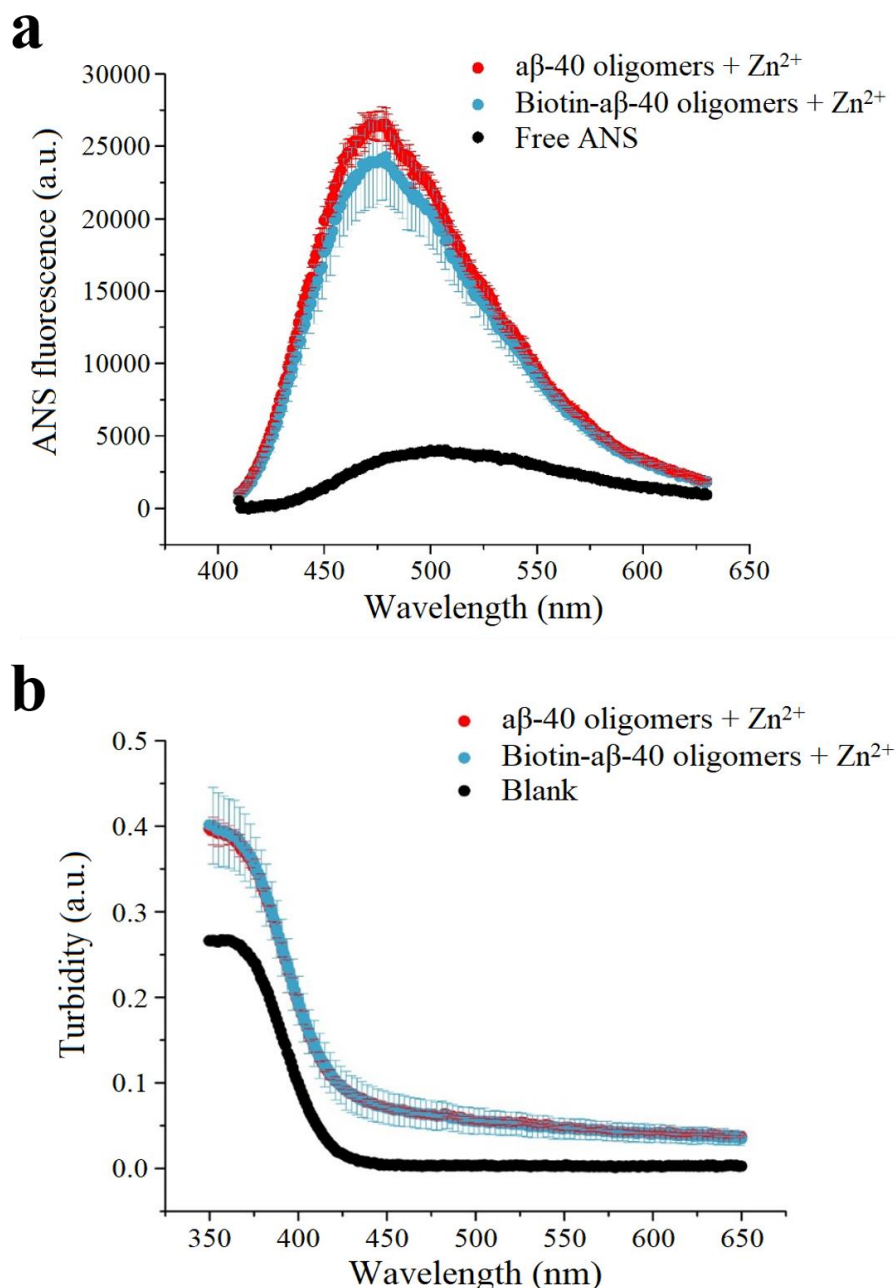 a
30000
25000
20000
15000
10000
5000
0
ANS fluorescence (a.u.)
aβ-40 oligomers + Zn²⁺
Biotin-aβ-40 oligomers + Zn²⁺
Free ANS
400 450 500 550 600 650
Wavelength (nm)
b
0.5
0.4
0.3
0.2
0.1
0.0
Turbidity (a.u.)
aβ-40 oligomers + Zn²⁺
Biotin-aβ-40 oligomers + Zn²⁺
Blank
350 400 450 500 550 600 650
Wavelength (nm)